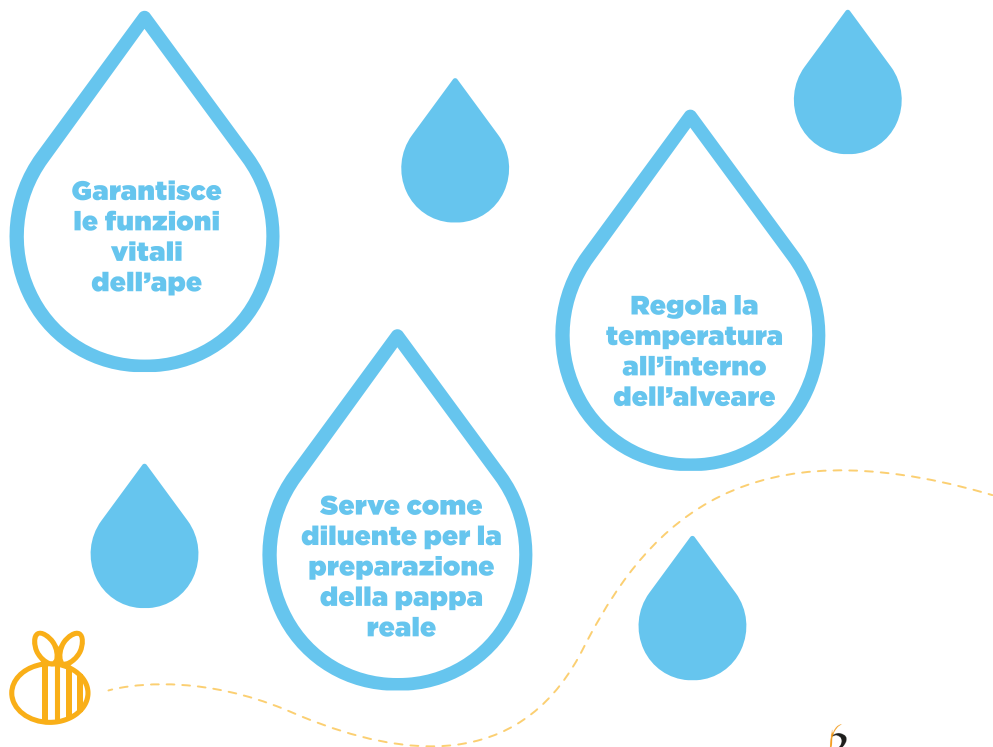 Garantisce
le funzioni
vitali
dell’ape
Regola la
temperatura
all’interno
dell’alveare
Serve come
diluente per la
preparazione
della pappa
reale